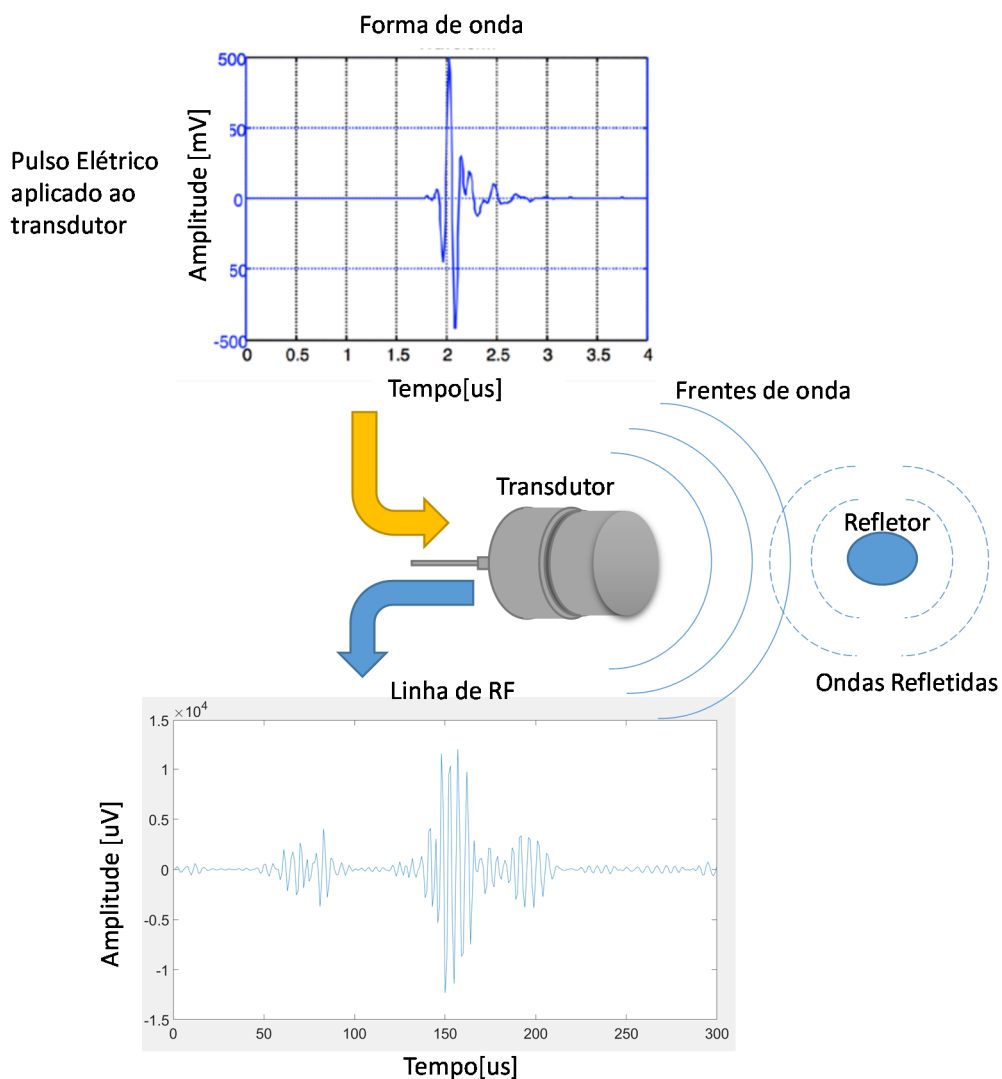 Forma de onda
500
50
0
50
-500
Amplitude [mV]
Pulso Elétrico
aplicado ao
transdutor
0 0.5 1 1.5 2 2.5 3 3.5 4
Tempo[us]
Frentes de onda
Transdutor
Refletor
Ondas Refletidas
Linha de RF
×10⁴
1.5
1
0.5
0
-0.5
-1
-1.5
Amplitude [uV]
0 50 100 150 200 250 300
Tempo[us]